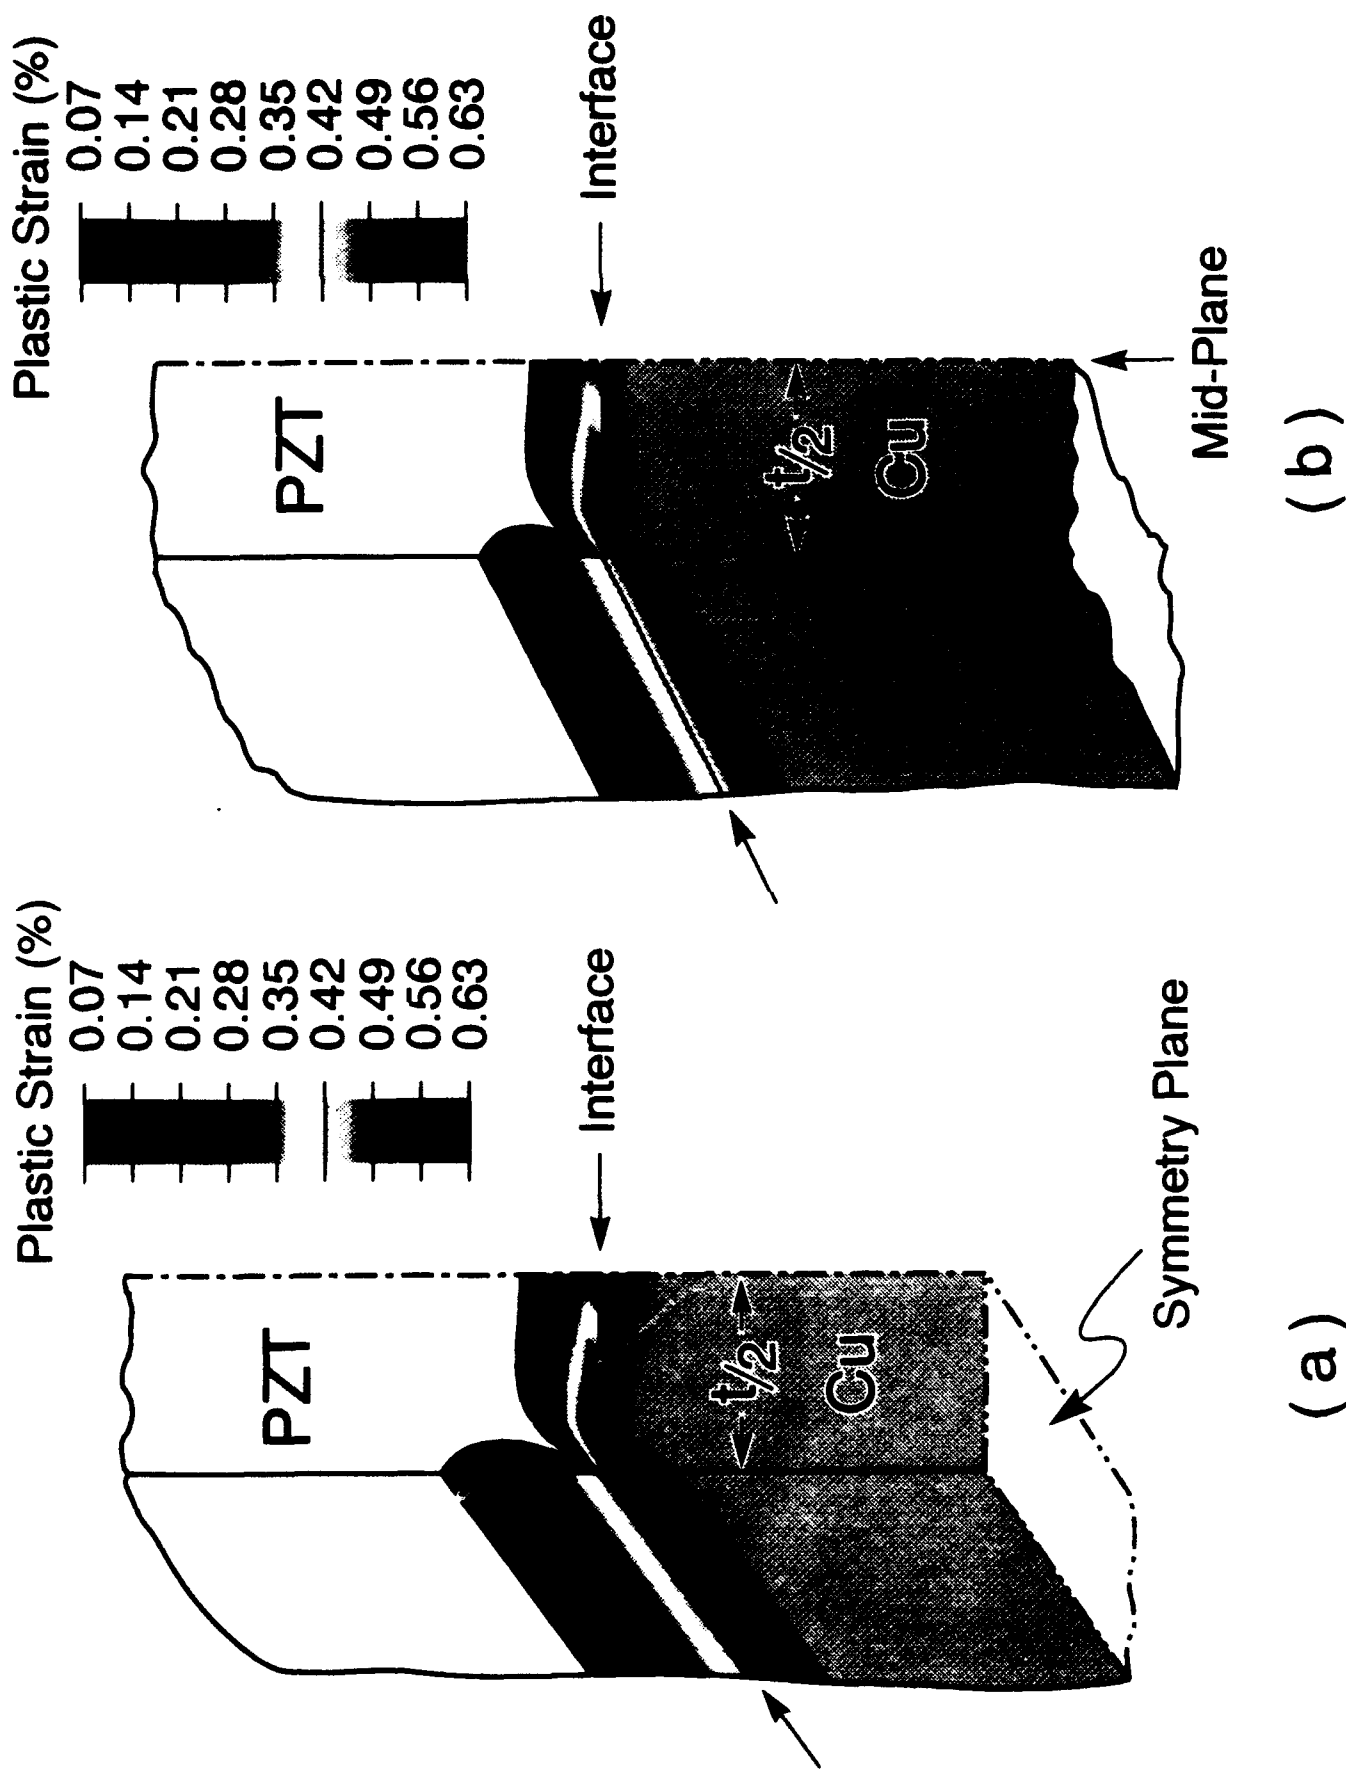 Plastic Strain (%)
0.07
0.14
0.21
0.28
0.35
0.42
0.49
0.56
0.63
PZT
Interface
t/2
Cu
Symmetry Plane
(a)
Plastic Strain (%)
0.07
0.14
0.21
0.28
0.35
0.42
0.49
0.56
0.63
PZT
Interface
t/2
Cu
Mid-Plane
(b)